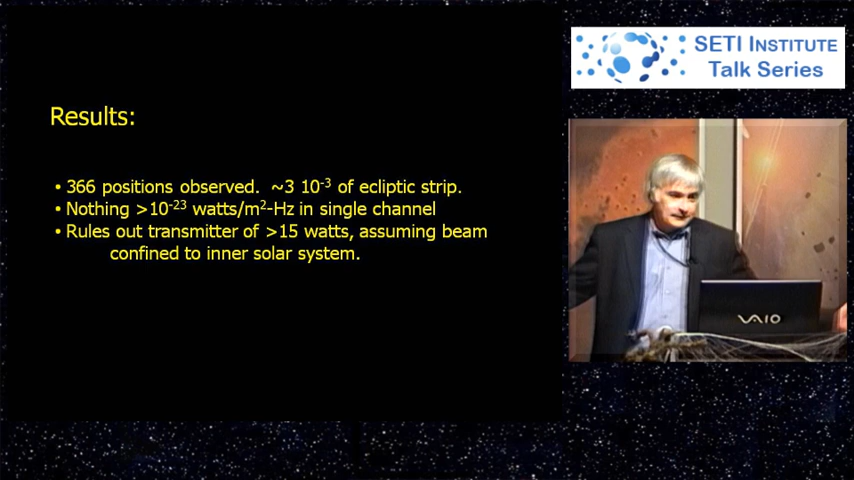 SETI INSTITUTE
Talk Series
Results:
• 366 positions observed. ~3 10⁻³ of ecliptic strip.
• Nothing >10⁻²³ watts/m²-Hz in single channel
• Rules out transmitter of >15 watts, assuming beam
confined to inner solar system.
VAIO